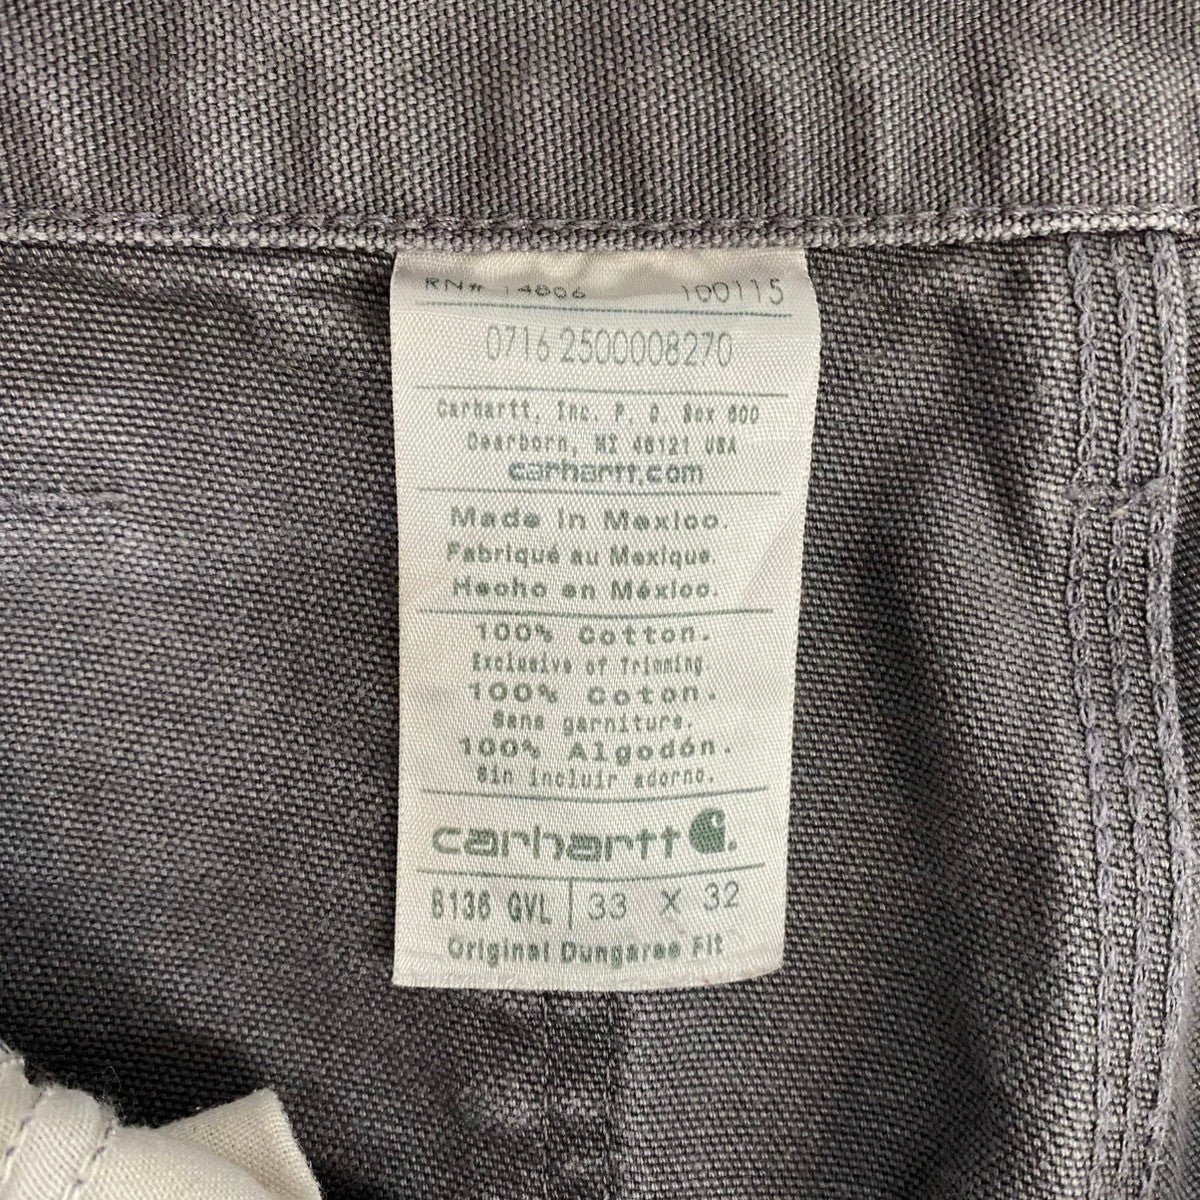 RN# 14806 100115
0716 2500008270
Carhartt, Inc. P. O. Box 600
Dearborn, MI 48121 USA
carhartt.com
Made in Mexico.
Fabriqué au Mexique.
Hecho en México.
100% Cotton.
Exclusive of Trimming
100% Coton.
Sans garniture.
100% Algodón.
Sin incluir adorno.
carhartt
B136 GVL 33 X 32
Original Dungaree Fit